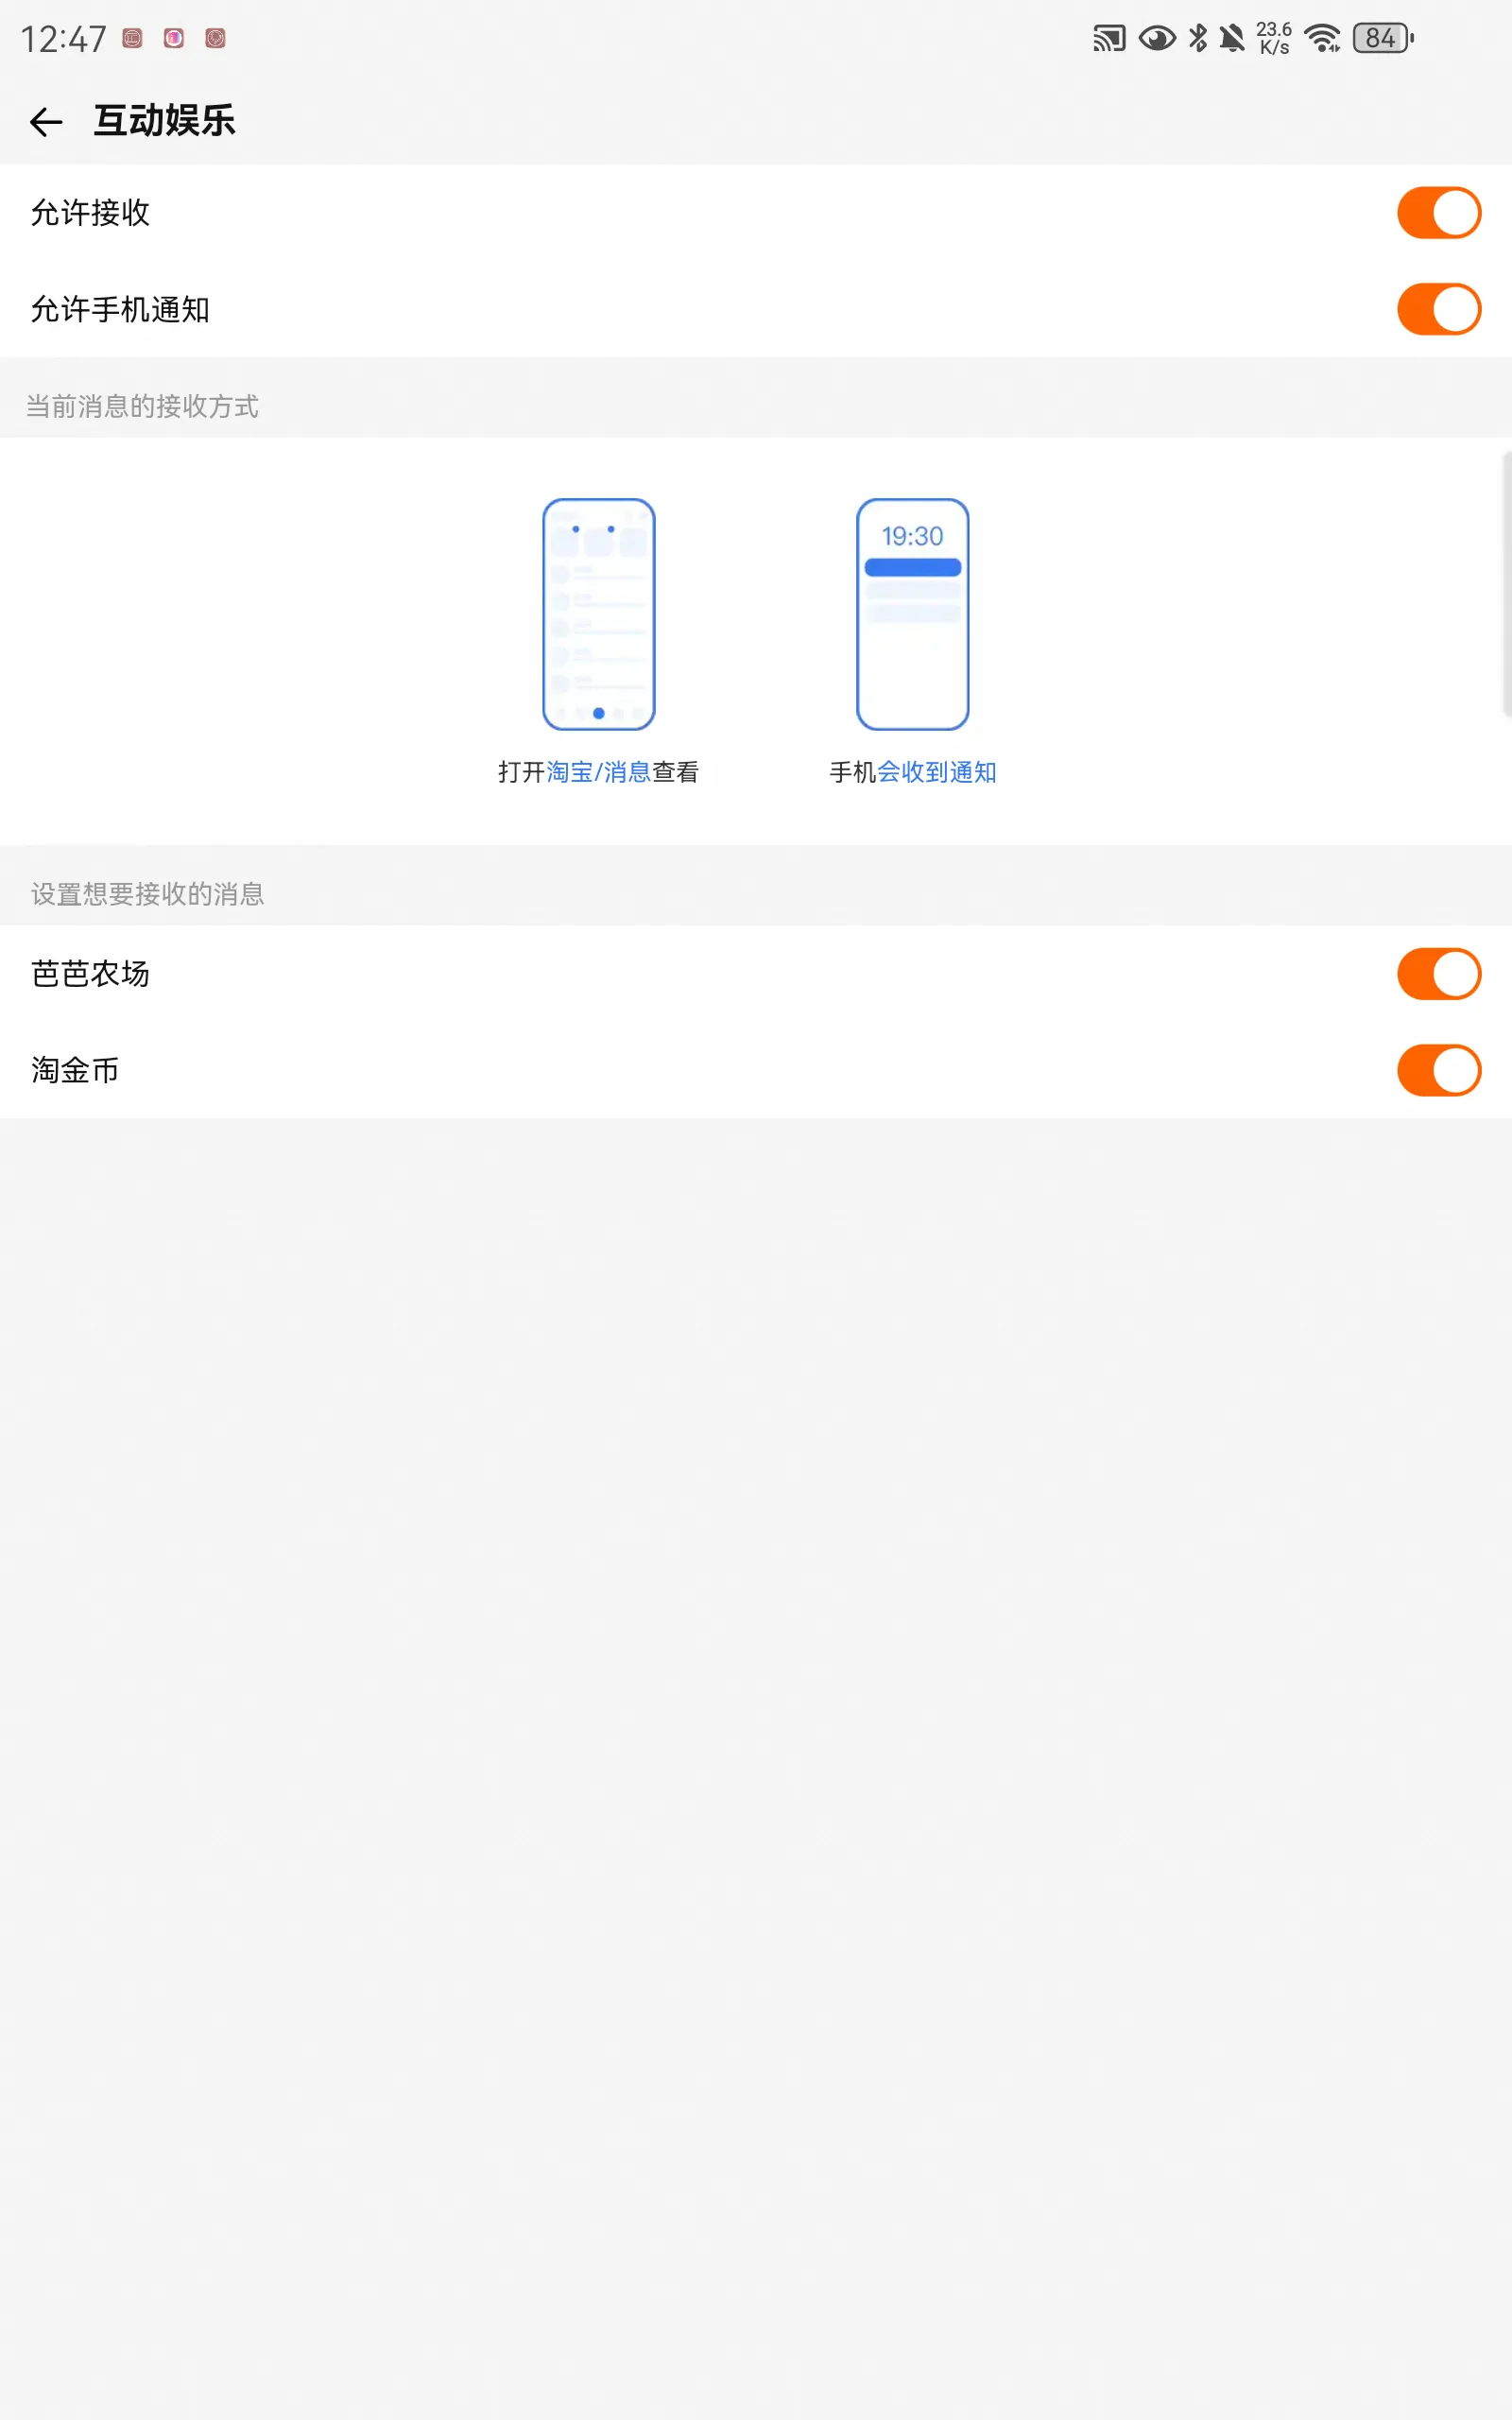 12:47
23.6
K/s
84
互动娱乐
允许接收
允许手机通知
当前消息的接收方式
19:30
打开淘宝/消息查看
手机会收到通知
设置想要接收的消息
芭芭农场
淘金币